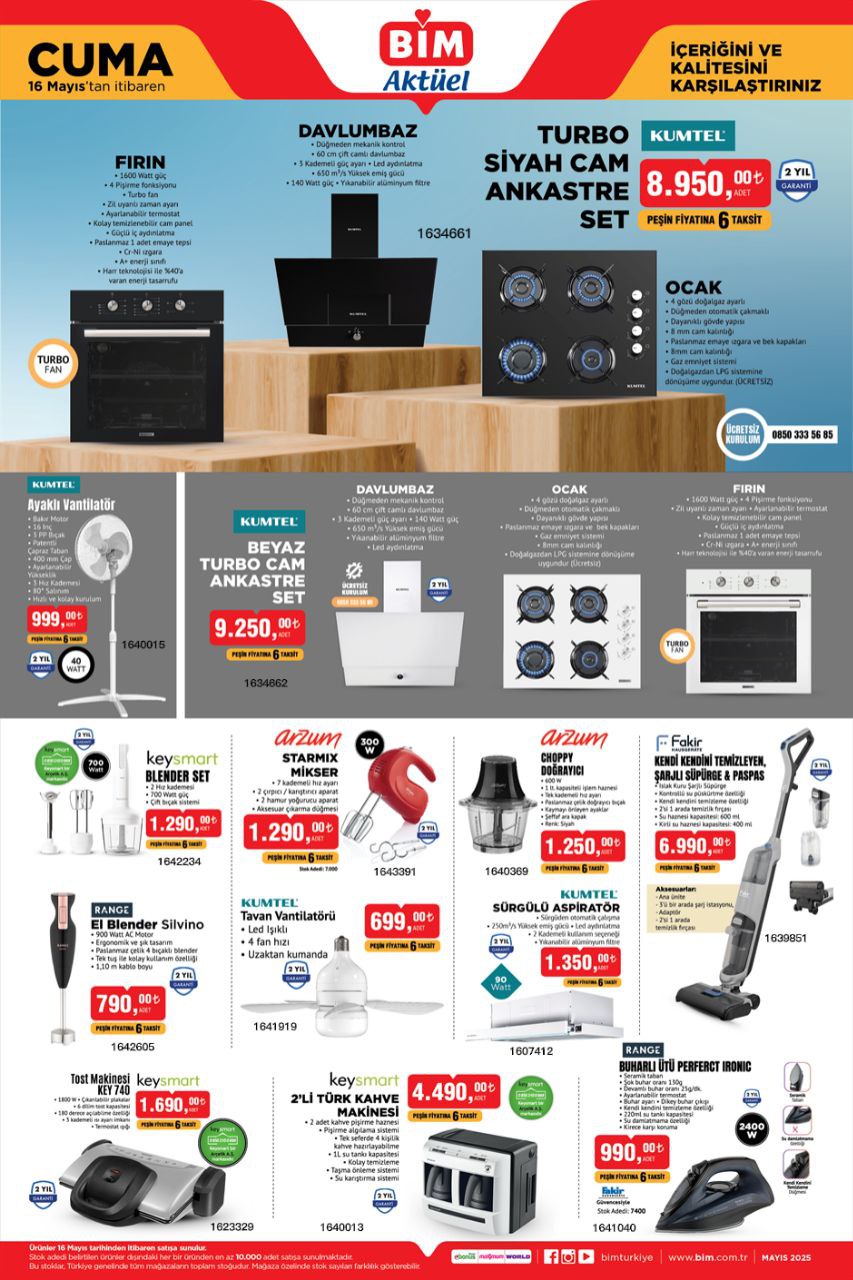 CUMA
16 Mayıs'tan itibaren
BİM
Aktüel
İÇERİĞİNİ VE
KALİTESİNİ
KARŞILAŞTIRINIZ
FIRIN
• 1600 Watt güç
• 4 Pişirme fonksiyonu
• Turbo fan
• Zil uyarlı zaman ayarı
• Ayarlanabilir termostat
• Kolay temizlenebilir cam panel
• Güçlü iç aydınlatma
• Paslanmaz 1 adet emaye tepsi
• Cr-Ni ızgara
• A+ enerji sınıfı
• Harr teknolojisi ile %40'a
varan enerji tasarrufu
TURBO
FAN
DAVLUMBAZ
• Düğmeden mekanik kontrol
• 60 cm çift camlı davlumbaz
• 3 Kademeli güç ayarı • Led aydınlatma
• 650 m³/s Yüksek emiş gücü
• 140 Watt güç • Yıkanabilir alüminyum filtre
1634661
TURBO
SİYAH CAM
ANKASTRE
SET
KUMTEL
8.950,00₺
ADET
PEŞİN FİYATINA 6 TAKSİT
2 YIL
GARANTİ
OCAK
• 4 gözü doğalgaz ayarlı
• Düğmeden otomatik çakmaklı
• Dayanıklı gövde yapısı
• 8 mm cam kalınlığı
• Paslanmaz emaye ızgara ve bek kapakları
• 8mm cam kalınlığı
• Gaz emniyet sistemi
• Doğalgazdan LPG sistemine
dönüşüme uygundur. (ÜCRETSİZ)
KUMTEL
ÜCRETSİZ
KURULUM
0850 333 56 85
KUMTEL
Ayaklı Vantilatör
• Bakır Motor
• 16 inç
• 3 PP Bıçak
• Patentli
Çapraz Taban
• 400 mm Çap
• Ayarlanabilir
Yükseklik
• 3 Hız Kademesi
• 80° Salınım
• Hızlı ve kolay kurulum
999,00₺
ADET
PEŞİN FİYATINA 6 TAKSİT
2 YIL
GARANTİ
40
WATT
1640015
KUMTEL
BEYAZ
TURBO CAM
ANKASTRE
SET
9.250,00₺
ADET
PEŞİN FİYATINA 6 TAKSİT
1634662
DAVLUMBAZ
• Düğmeden mekanik kontrol
• 60 cm çift camlı davlumbaz
• 3 Kademeli güç ayarı • 140 Watt güç
• 650 m³/s Yüksek emiş gücü
• Yıkanabilir alüminyum filtre
• Led aydınlatma
ÜCRETSİZ
KURULUM
2 YIL
GARANTİ
OCAK
• 4 gözü doğalgaz ayarlı
• Düğmeden otomatik çakmaklı
• Dayanıklı gövde yapısı
• Paslanmaz emaye ızgara ve bek kapakları
• Gaz emniyet sistemi
• 8mm cam kalınlığı
• Doğalgazdan LPG sistemine dönüşüme
uygundur (Ücretsiz)
FIRIN
• 1600 Watt güç • 4 Pişirme fonksiyonu
• Zil uyarlı zaman ayarı • Ayarlanabilir termostat
• Kolay temizlenebilir cam panel
• Güçlü iç aydınlatma
• Paslanmaz 1 adet emaye tepsi
• Cr-Ni ızgara • A+ enerji sınıfı
• Harr teknolojisi ile %40'a varan enerji tasarrufu
TURBO
FAN
keysmart
BLENDER SET
• 2 Hız kademesi
• 700 Watt güç
• Çift bıçak sistemi
700
Watt
2 YIL
GARANTİ
1.290,00₺
ADET
PEŞİN FİYATINA 6 TAKSİT
1642234
arzum
STARMIX
MİKSER
• 7 kademeli hız ayarı
• 2 çırpıcı / karıştırıcı aparat
• 2 hamur yoğurucu aparat
• Aksesuar çıkarma düğmesi
300
W
1.290,00₺
ADET
PEŞİN FİYATINA 6 TAKSİT
Stok Adedi: 7.000
2 YIL
GARANTİ
1643391
arzum
CHOPPY
DOĞRAYICI
• 600 W
• 1 lt. kapasiteli işlem haznesi
• Tek kademeli hız ayarı
• Paslanmaz çelik doğrayıcı bıçak
• Kaymayı önleyen ayaklar
• Şeffaf ara kapak
• Renk: Siyah
1.250,00₺
ADET
PEŞİN FİYATINA 6 TAKSİT
2 YIL
GARANTİ
1640369
Fakir
HAUSGERÄTE
KENDİ KENDİNİ TEMİZLEYEN,
ŞARJLI SÜPÜRGE & PASPAS
• Islak Kuru Şarjlı Süpürge
• Kontrollü su püskürtme özelliği
• Kendi kendini temizleme özelliği
• 2'si 1 arada temizlik fırçası
• Su haznesi kapasitesi: 600 ml
• Kirli su haznesi kapasitesi: 400 ml
6.990,00₺
ADET
PEŞİN FİYATINA 6 TAKSİT
2 YIL
GARANTİ
Aksesuarlar:
• Ana ünite
• 3'ü bir arada şarj istasyonu,
• Adaptör
• 2'si 1 arada
temizlik fırçası
1639851
RANGE
El Blender Silvino
• 900 Watt AC Motor
• Ergonomik ve şık tasarım
• Paslanmaz çelik 4 bıçaklı blender
• Tek tuş ile kolay kullanım özelliği
• 1,10 m kablo boyu
790,00₺
ADET
PEŞİN FİYATINA 6 TAKSİT
2 YIL
GARANTİ
1642605
KUMTEL
Tavan Vantilatörü
• Led Işıklı
• 4 fan hızı
• Uzaktan kumanda
699,00₺
ADET
PEŞİN FİYATINA 6 TAKSİT
2 YIL
GARANTİ
1641919
KUMTEL
SÜRGÜLÜ ASPİRATÖR
• Sürgüden otomatik çalışma
• 250m³/s Yüksek emiş gücü • Led aydınlatma
• 2 Kademeli kullanım seçeneği
• Yıkanabilir alüminyum filtre
2 YIL
GARANTİ
90
Watt
1.350,00₺
ADET
PEŞİN FİYATINA 6 TAKSİT
1607412
Tost Makinesi
KEY 740
keysmart
• 1800 W • Çıkarılabilir plakalar
• 6 dilim tost kapasitesi
• 180 derece açılabilme özelliği
• 3 kademeli ısı ayarı imkanı
• Termostat ışığı
1.690,00₺
ADET
PEŞİN FİYATINA 6 TAKSİT
keysmart
Keysmart bir
Arçelik A.Ş.
markasıdır
2 YIL
GARANTİ
1623329
keysmart
2'Lİ TÜRK KAHVE
MAKİNESİ
• 2 adet kahve pişirme haznesi
• Pişirme algılama sistemi
• Tek seferde 4 kişilik
kahve hazırlayabilme
• 1L su tankı kapasitesi
• Kolay temizleme
• Taşma önleme sistemi
• Su karıştırma sistemi
4.490,00₺
ADET
PEŞİN FİYATINA 6 TAKSİT
2 YIL
GARANTİ
1640013
RANGE
BUHARLI ÜTÜ PERFERCT IRONIC
• Seramik taban
• Şok buhar oranı 130g
• Devamlı buhar oranı 25g/dk.
• Ayarlanabilir termostat
• Buhar ayarı • Dikey buhar çıkışı
• Kendi kendini temizleme özelliği
• 220ml su tankı kapasitesi
• Su damlatmama özelliği
• Kirece karşı koruma
2 YIL
GARANTİ
2400
W
990,00₺
ADET
PEŞİN FİYATINA 6 TAKSİT
Fakir
Güvencesiyle
Stok Adedi: 7400
1641040
Seramik
Taban
Su damlatmama
Özelliği
Kendi Kendini
Temizleme
Düğmesi
Ürünler 16 Mayıs tarihinden itibaren satışa sunulur.
Stok adedi belirtilen ürünler dışındaki her bir üründen en az 10.000 adet satışa sunulmaktadır.
Bu stoklar, Türkiye genelinde tüm mağazaların toplam stoğudur. Mağaza özelinde stok sayıları farklılık gösterebilir.
bonus maximum WORLD
bimturkiye
www.bim.com.tr
MAYIS 2025